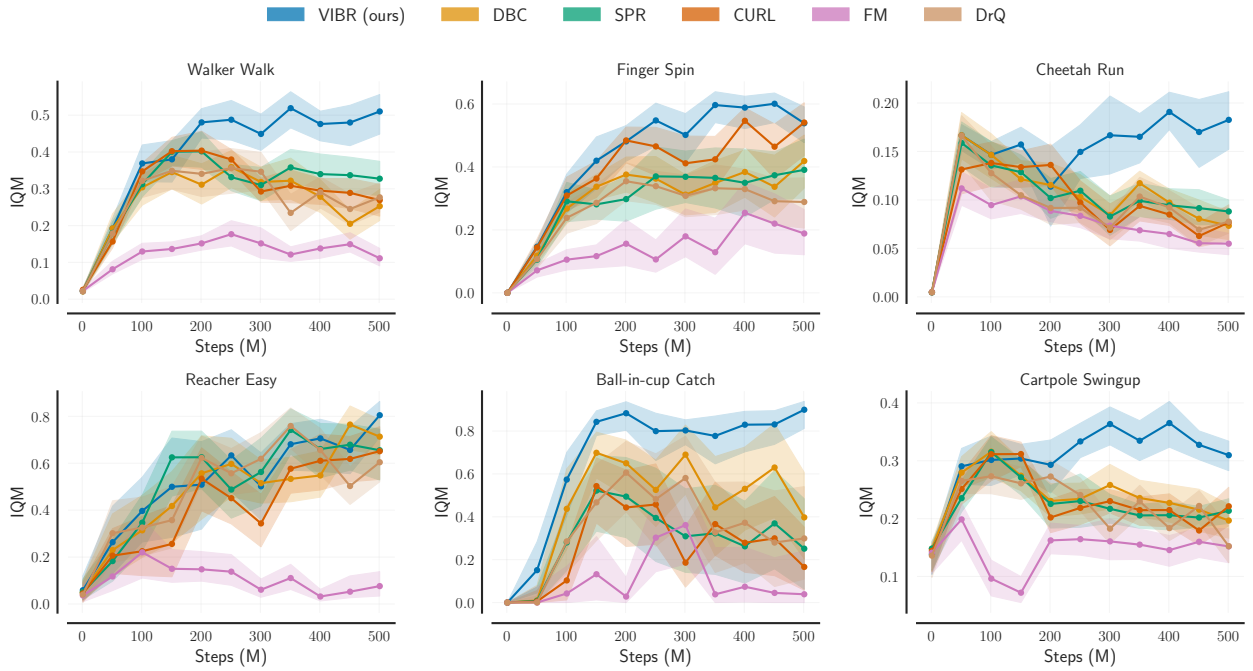 VIBR (ours) DBC SPR CURL FM DrQ
Walker Walk
IQM
0.5
0.4
0.3
0.2
0.1
0.0
0 100 200 300 400 500
Steps (M)
Finger Spin
IQM
0.6
0.4
0.2
0.0
0 100 200 300 400 500
Steps (M)
Cheetah Run
IQM
0.20
0.15
0.10
0.05
0.00
0 100 200 300 400 500
Steps (M)
Reacher Easy
IQM
0.8
0.6
0.4
0.2
0.0
0 100 200 300 400 500
Steps (M)
Ball-in-cup Catch
IQM
0.8
0.6
0.4
0.2
0.0
0 100 200 300 400 500
Steps (M)
Cartpole Swingup
IQM
0.4
0.3
0.2
0.1
0 100 200 300 400 500
Steps (M)